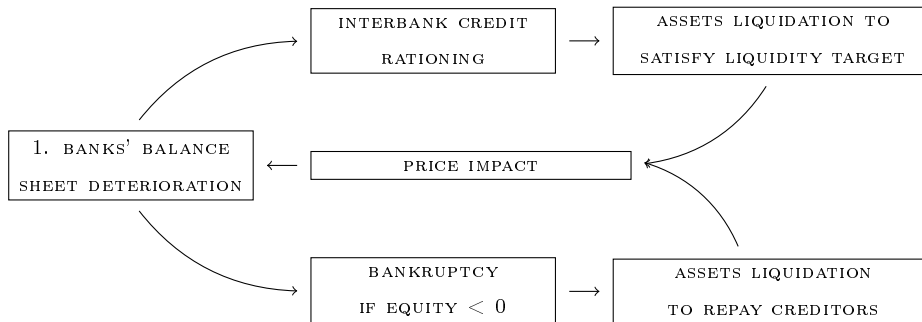 INTERBANK CREDIT
RATIONING
ASSETS LIQUIDATION TO
SATISFY LIQUIDITY TARGET
1. BANKS' BALANCE
SHEET DETERIORATION
PRICE IMPACT
BANKRUPTCY
IF EQUITY < 0
ASSETS LIQUIDATION
TO REPAY CREDITORS